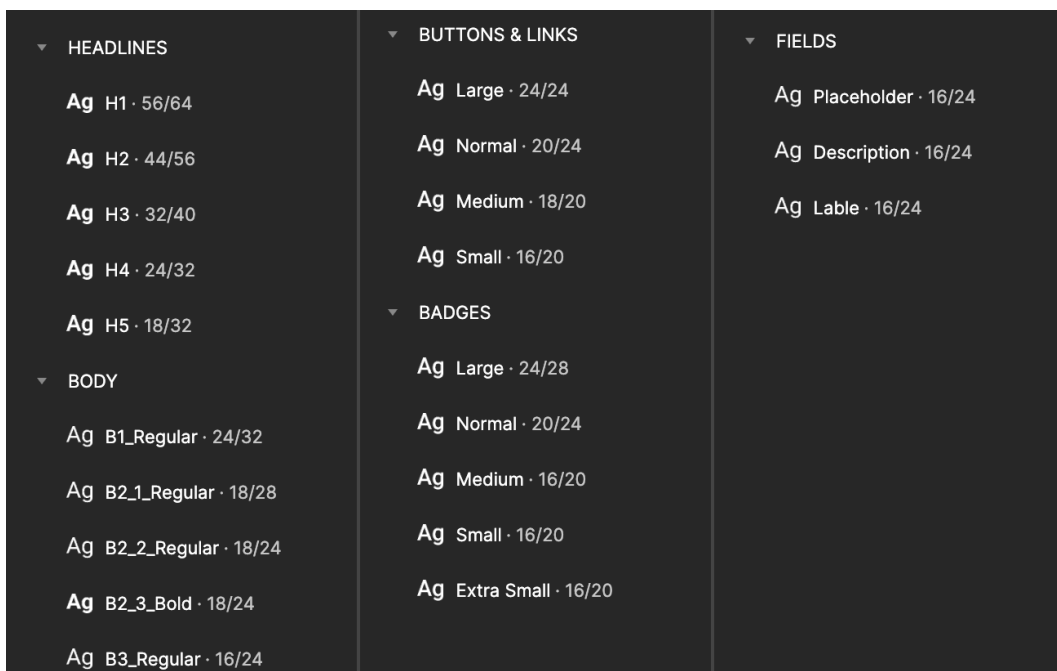 HEADLINES
Ag H1 · 56/64
Ag H2 · 44/56
Ag H3 · 32/40
Ag H4 · 24/32
Ag H5 · 18/32
BODY
Ag B1_Regular · 24/32
Ag B2_1_Regular · 18/28
Ag B2_2_Regular · 18/24
Ag B2_3_Bold · 18/24
Ag B3_Regular · 16/24
BUTTONS & LINKS
Ag Large · 24/24
Ag Normal · 20/24
Ag Medium · 18/20
Ag Small · 16/20
BADGES
Ag Large · 24/28
Ag Normal · 20/24
Ag Medium · 16/20
Ag Small · 16/20
Ag Extra Small · 16/20
FIELDS
Ag Placeholder · 16/24
Ag Description · 16/24
Ag Lable · 16/24